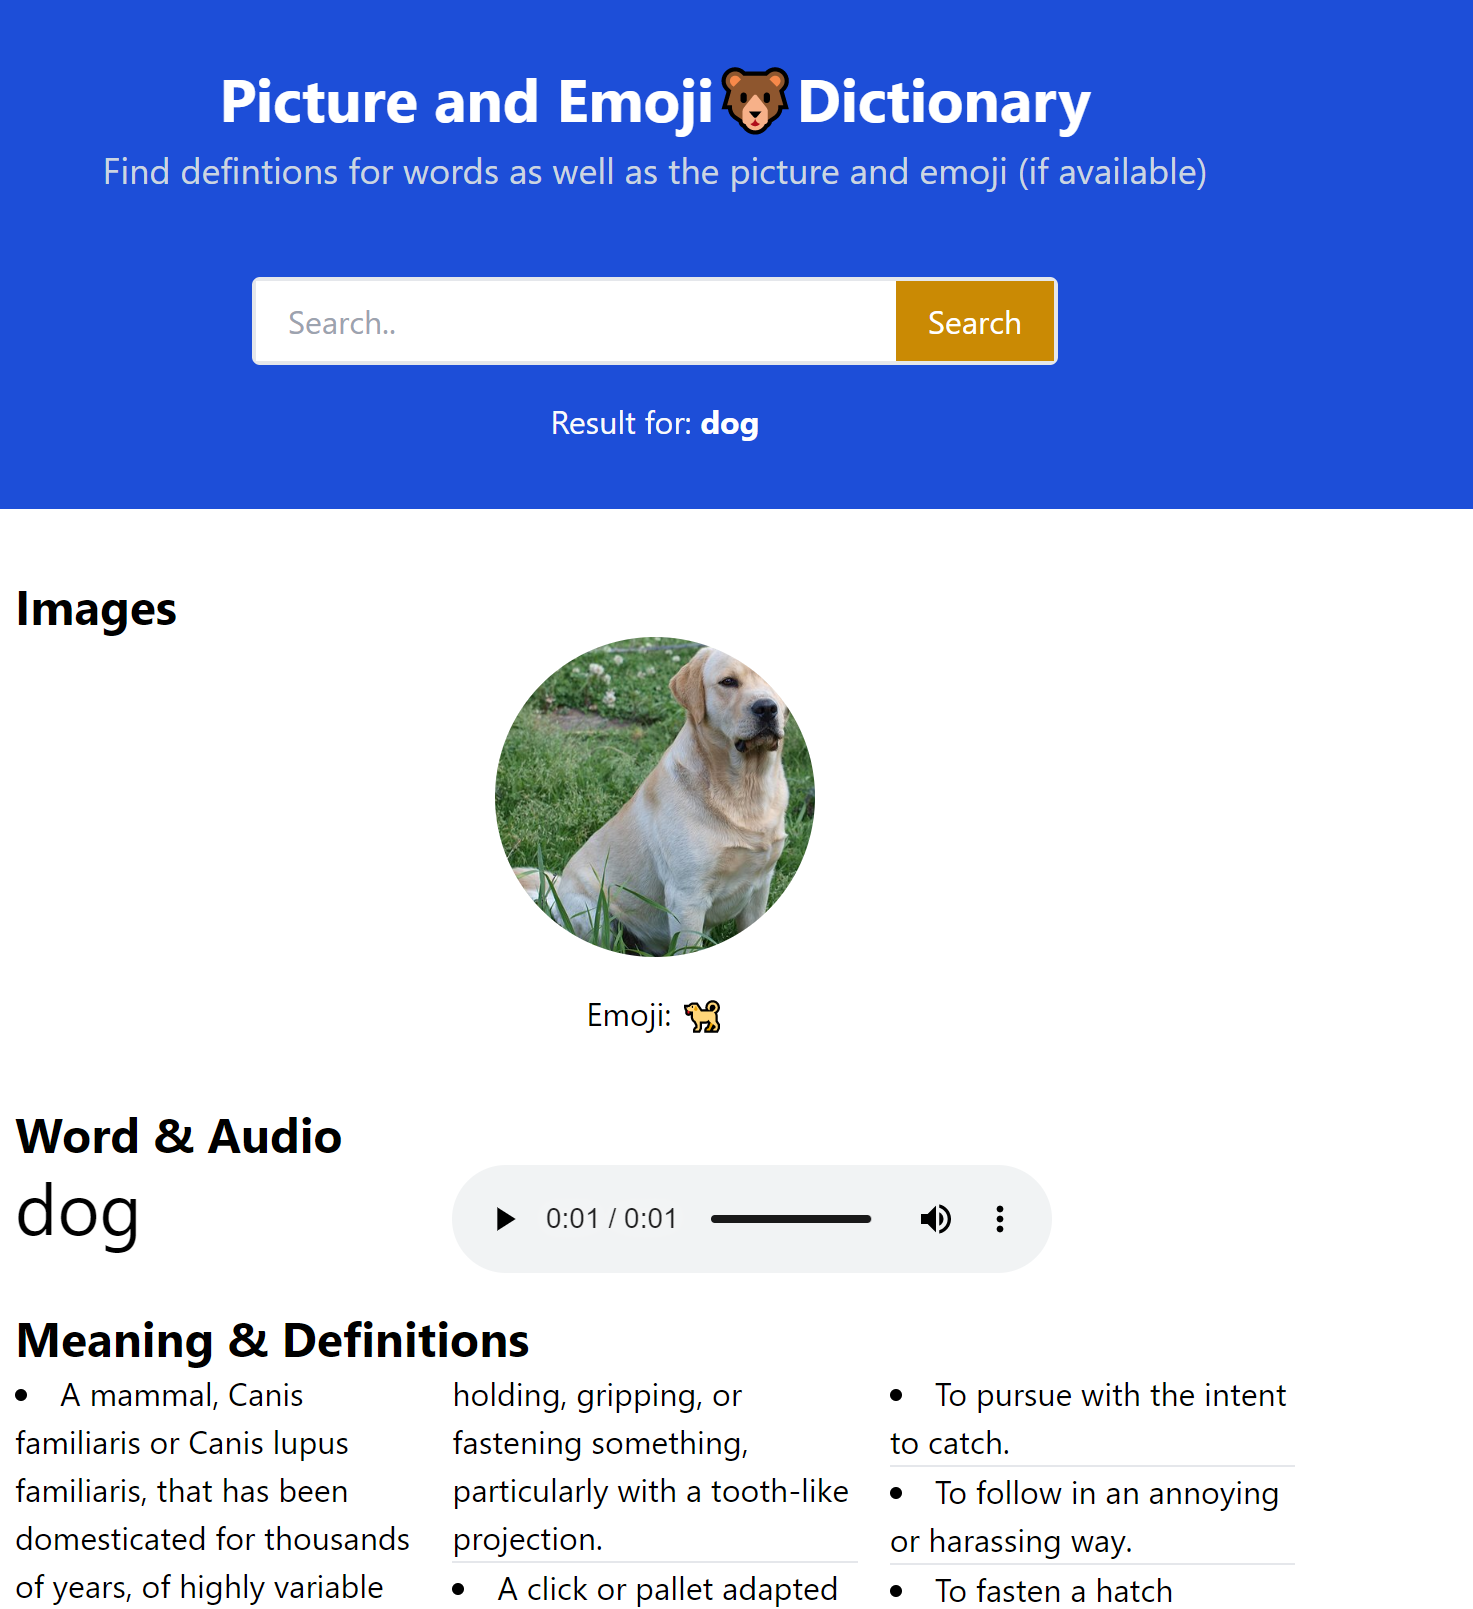 Picture and Emoji🐻Dictionary
Find defintions for words as well as the picture and emoji (if available)
Search..
Search
Result for: dog
Images
Emoji: 🐕
Word & Audio
dog
0:01 / 0:01
Meaning & Definitions
• A mammal, Canis
familiaris or Canis lupus
familiaris, that has been
domesticated for thousands
of years, of highly variable
holding, gripping, or
fastening something,
particularly with a tooth-like
projection.
• A click or pallet adapted
• To pursue with the intent
to catch.
• To follow in an annoying
or harassing way.
• To fasten a hatch